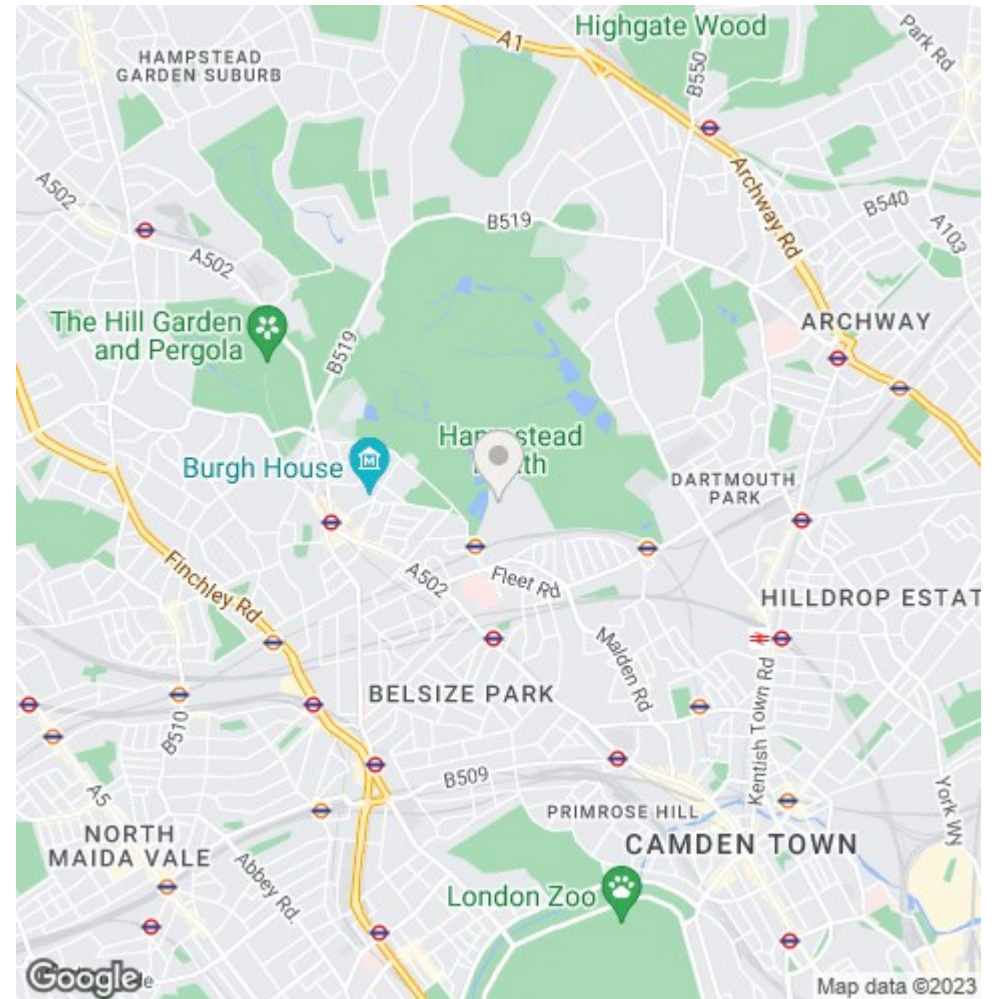 Highgate Wood
HAMPSTEAD
GARDEN SUBURB
A1
B550
Park Rd
A502
B519
Archway Rd
B540
A103
A502
The Hill Garden
and Pergola
B519
ARCHWAY
Hampstead
Burgh House
DARTMOUTH
PARK
Finchley Rd
A502
Fleet Rd
HILLDROP ESTAT
Malden Rd
BELSIZE PARK
B510
Kentish Town Rd
B509
A5
PRIMROSE HILL
York Wy
NORTH
MAIDA VALE
CAMDEN TOWN
Abbey Rd.
London Zoo
Google
Map data ©2023